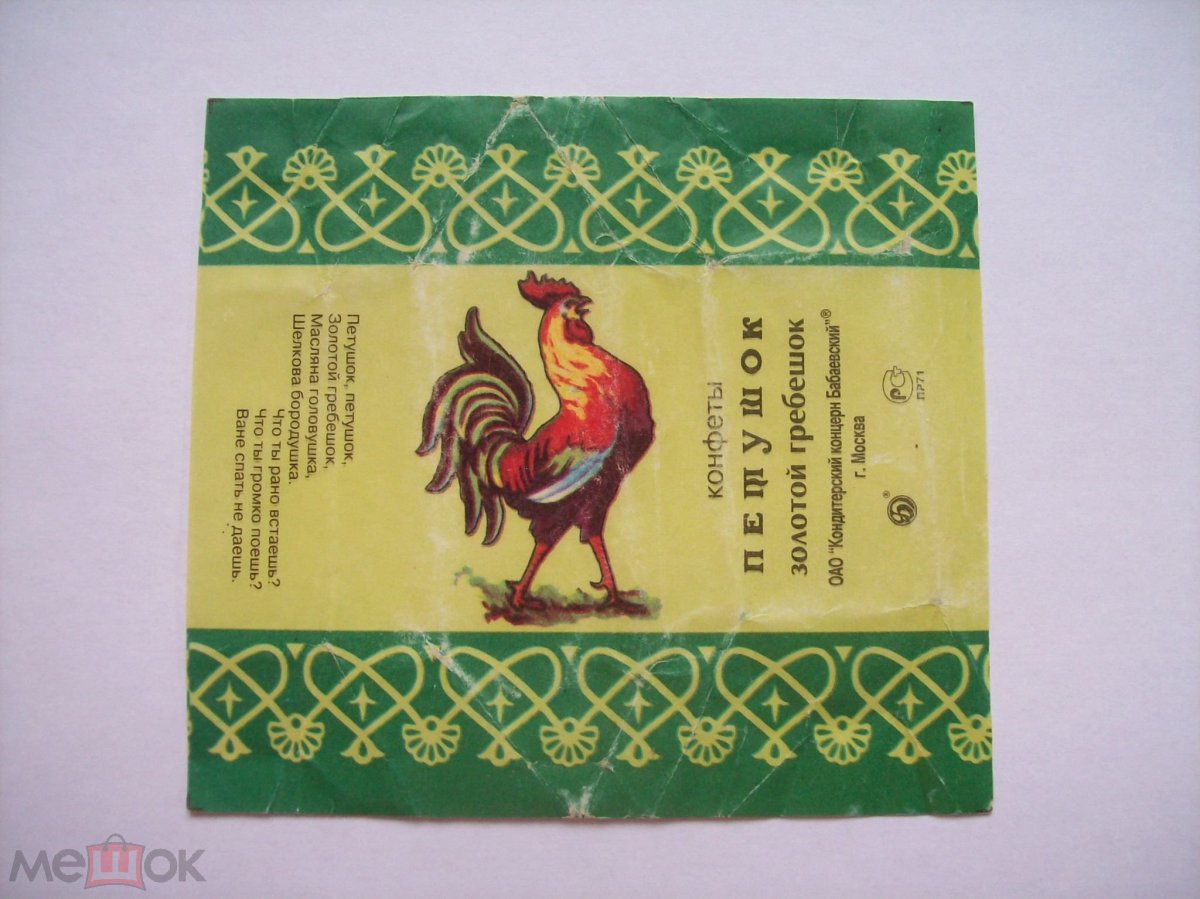 Петушок, петушок,
Золотой гребешок,
Масляна головушка,
Шелкова бородушка.
Что ты рано встаешь?
Что ты громко поешь?
Ване спать не даешь.
КОНФЕТЫ
ПЕТУШОК
ЗОЛОТОЙ ГРЕБЕШОК
ОАО "Кондитерский концерн Бабаевский"®
г. Москва
РСТ
ПР71
®
мешок